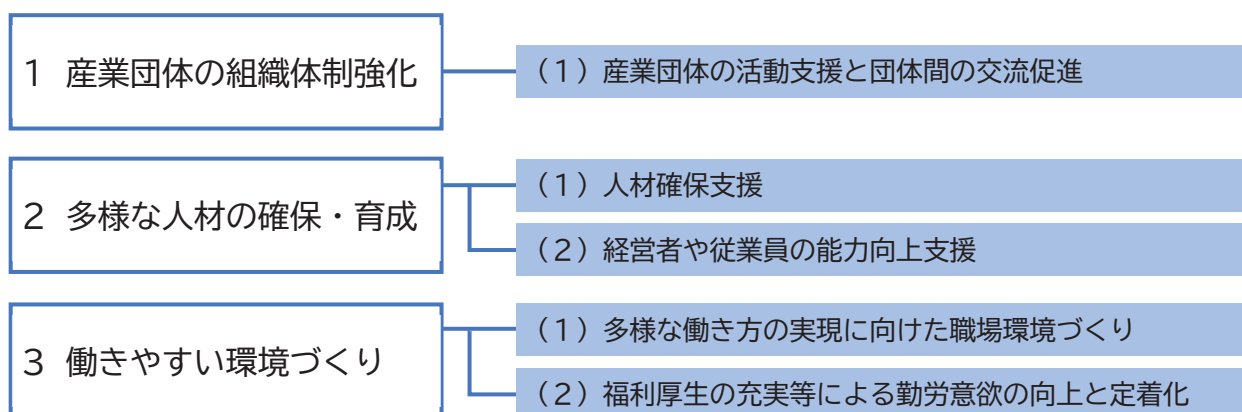 1 産業団体の組織体制強化
(1)産業団体の活動支援と団体間の交流促進
2 多様な人材の確保・育成
(1)人材確保支援
(2)経営者や従業員の能力向上支援
3 働きやすい環境づくり
(1)多様な働き方の実現に向けた職場環境づくり
(2)福利厚生の充実等による勤労意欲の向上と定着化